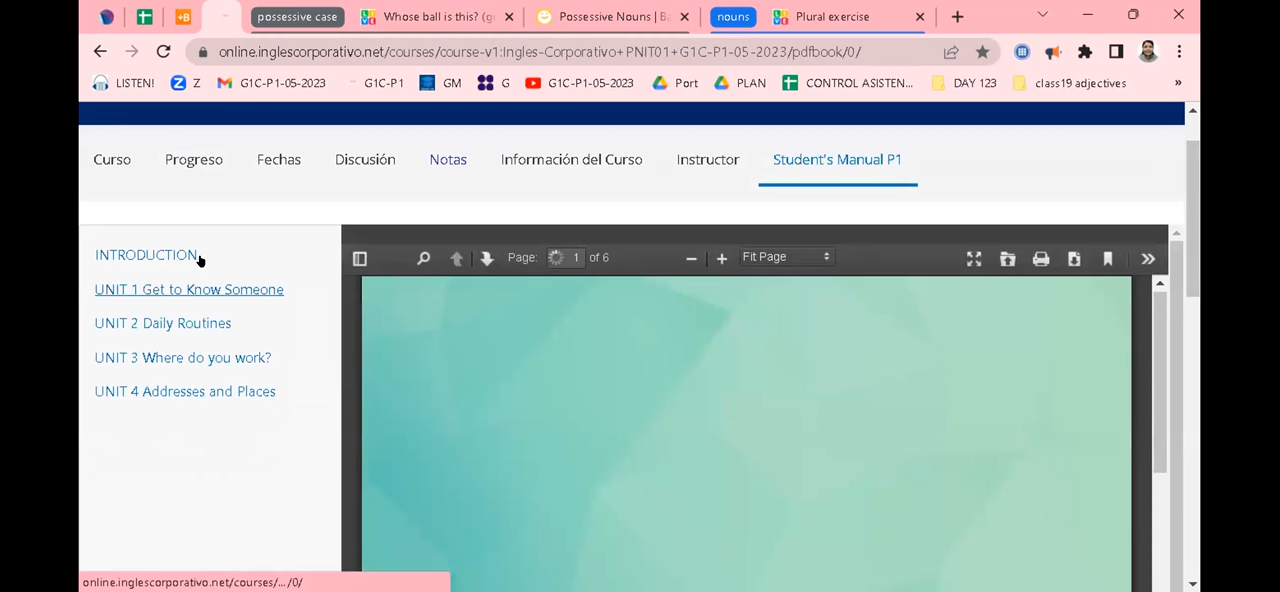 possessive case
Whose ball is this? (g
Possessive Nouns | Ba
nouns
Plural exercise
online.inglescorporativo.net/courses/course-v1:Ingles-Corporativo+PNIT01+G1C-P1-05-2023/pdfbook/0/
LISTEN!
Z
G1C-P1-05-2023
G1C-P1
GM
G
G1C-P1-05-2023
Port
PLAN
CONTROL ASISTEN...
DAY 123
class19 adjectives
»
Curso
Progreso
Fechas
Discusión
Notas
Información del Curso
Instructor
Student's Manual P1
INTRODUCTION
UNIT 1 Get to Know Someone
UNIT 2 Daily Routines
UNIT 3 Where do you work?
UNIT 4 Addresses and Places
Page: 1 of 6
Fit Page
online.inglescorporativo.net/courses/.../0/